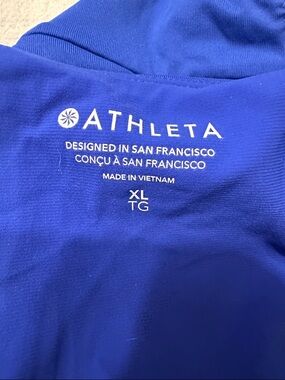 ATHLETA
DESIGNED IN SAN FRANCISCO
CONÇU À SAN FRANCISCO
MADE IN VIETNAM
XL
TG